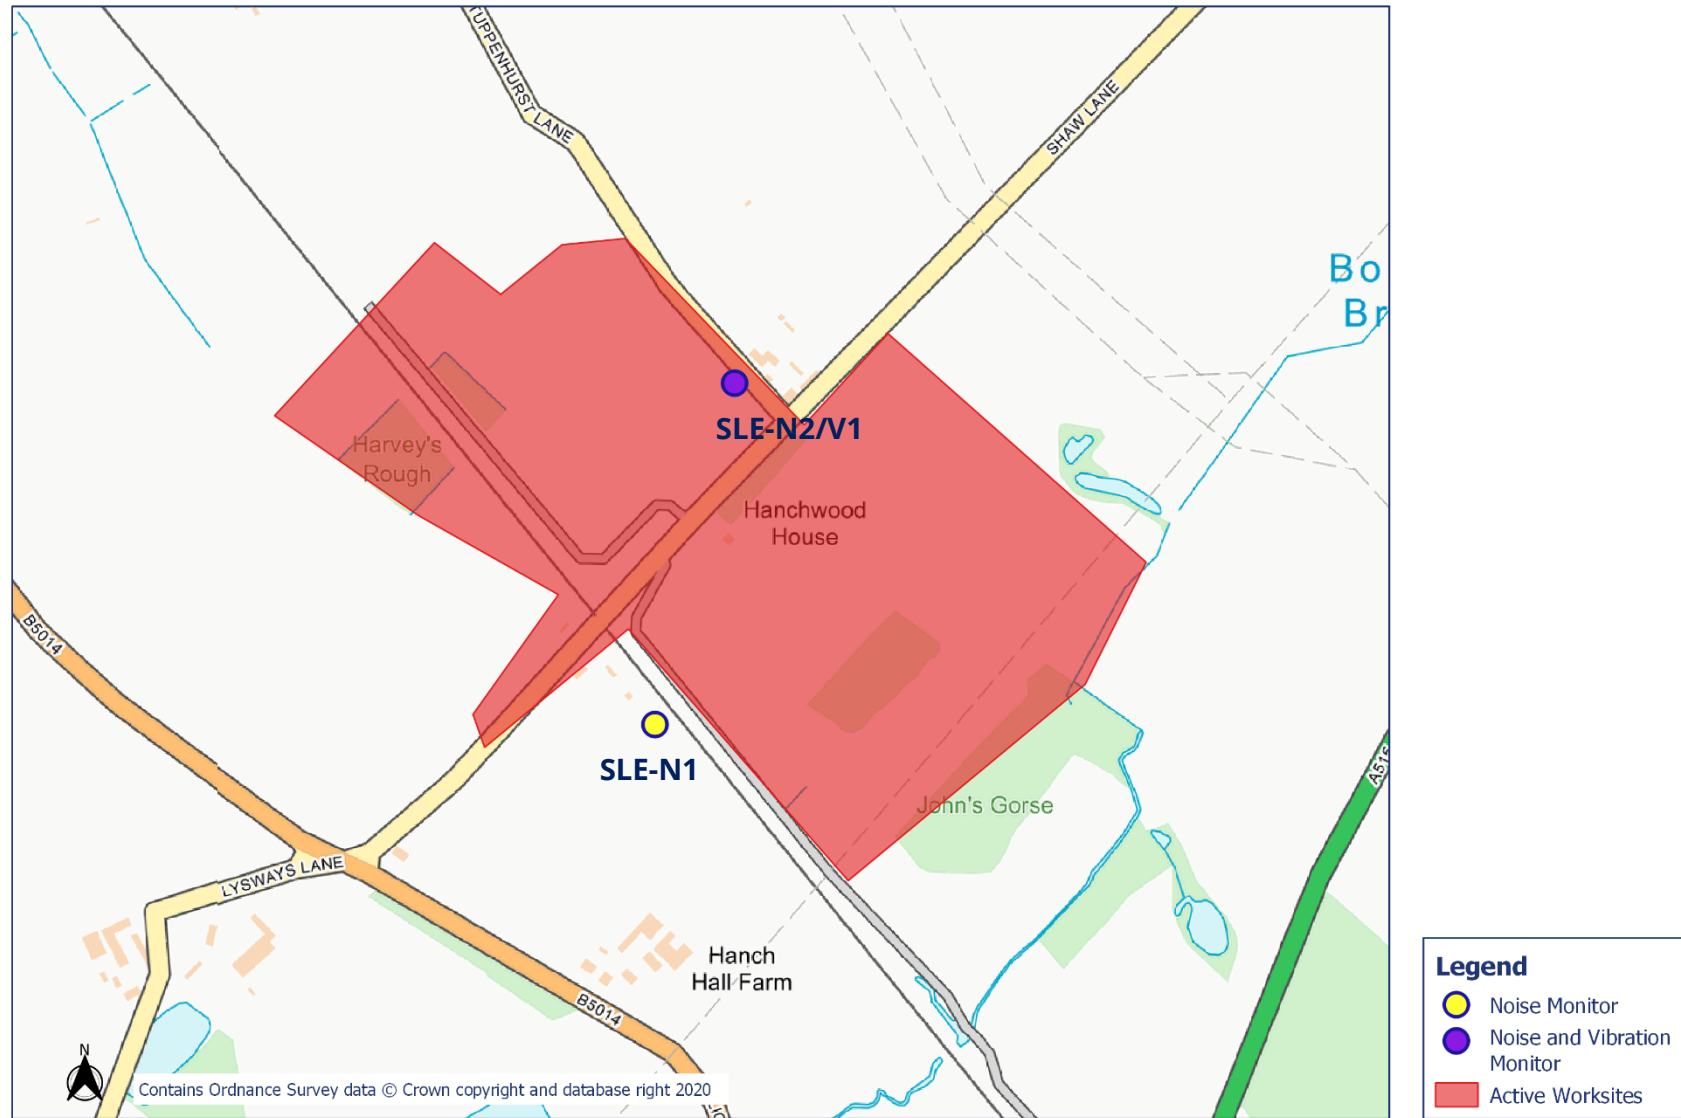 TUPPENHURST LANE
SHAW LANE
Bo
Br
SLE-N2/V1
Harvey's
Rough
Hanchwood
House
B5014
SLE-N1
A515
John's Gorse
LYSWAYS LANE
Hanch
Hall Farm
B5014
N
Contains Ordnance Survey data © Crown copyright and database right 2020
Legend
Noise Monitor
Noise and Vibration
Monitor
Active Worksites